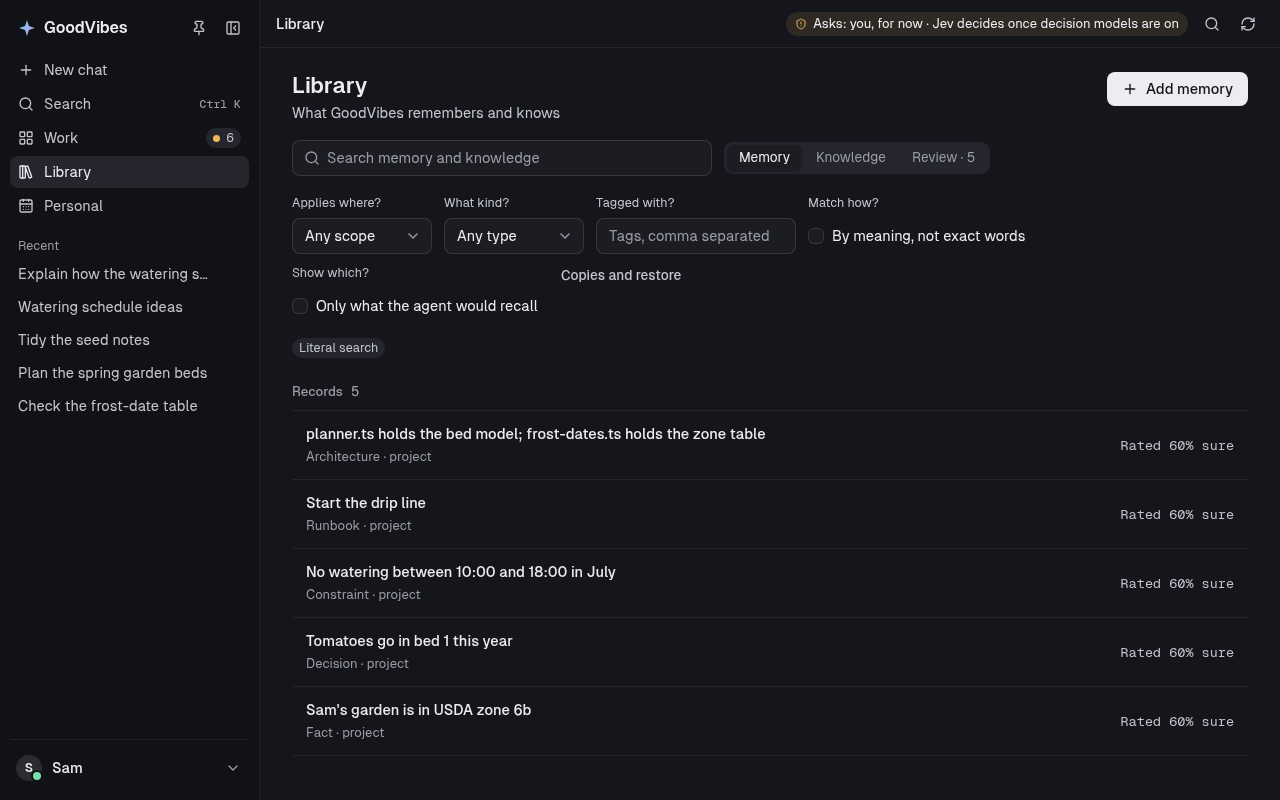 GoodVibes
New chat
Search Ctrl K
Work 6
Library
Personal
Recent
Explain how the watering s…
Watering schedule ideas
Tidy the seed notes
Plan the spring garden beds
Check the frost-date table
S Sam
Library
Asks: you, for now · Jev decides once decision models are on
Library
What GoodVibes remembers and knows
Add memory
Search memory and knowledge
Memory Knowledge Review · 5
Applies where? What kind? Tagged with? Match how?
Any scope Any type Tags, comma separated By meaning, not exact words
Show which? Copies and restore
Only what the agent would recall
Literal search
Records 5
planner.ts holds the bed model; frost-dates.ts holds the zone table
Architecture · project
Rated 60% sure
Start the drip line
Runbook · project
Rated 60% sure
No watering between 10:00 and 18:00 in July
Constraint · project
Rated 60% sure
Tomatoes go in bed 1 this year
Decision · project
Rated 60% sure
Sam's garden is in USDA zone 6b
Fact · project
Rated 60% sure